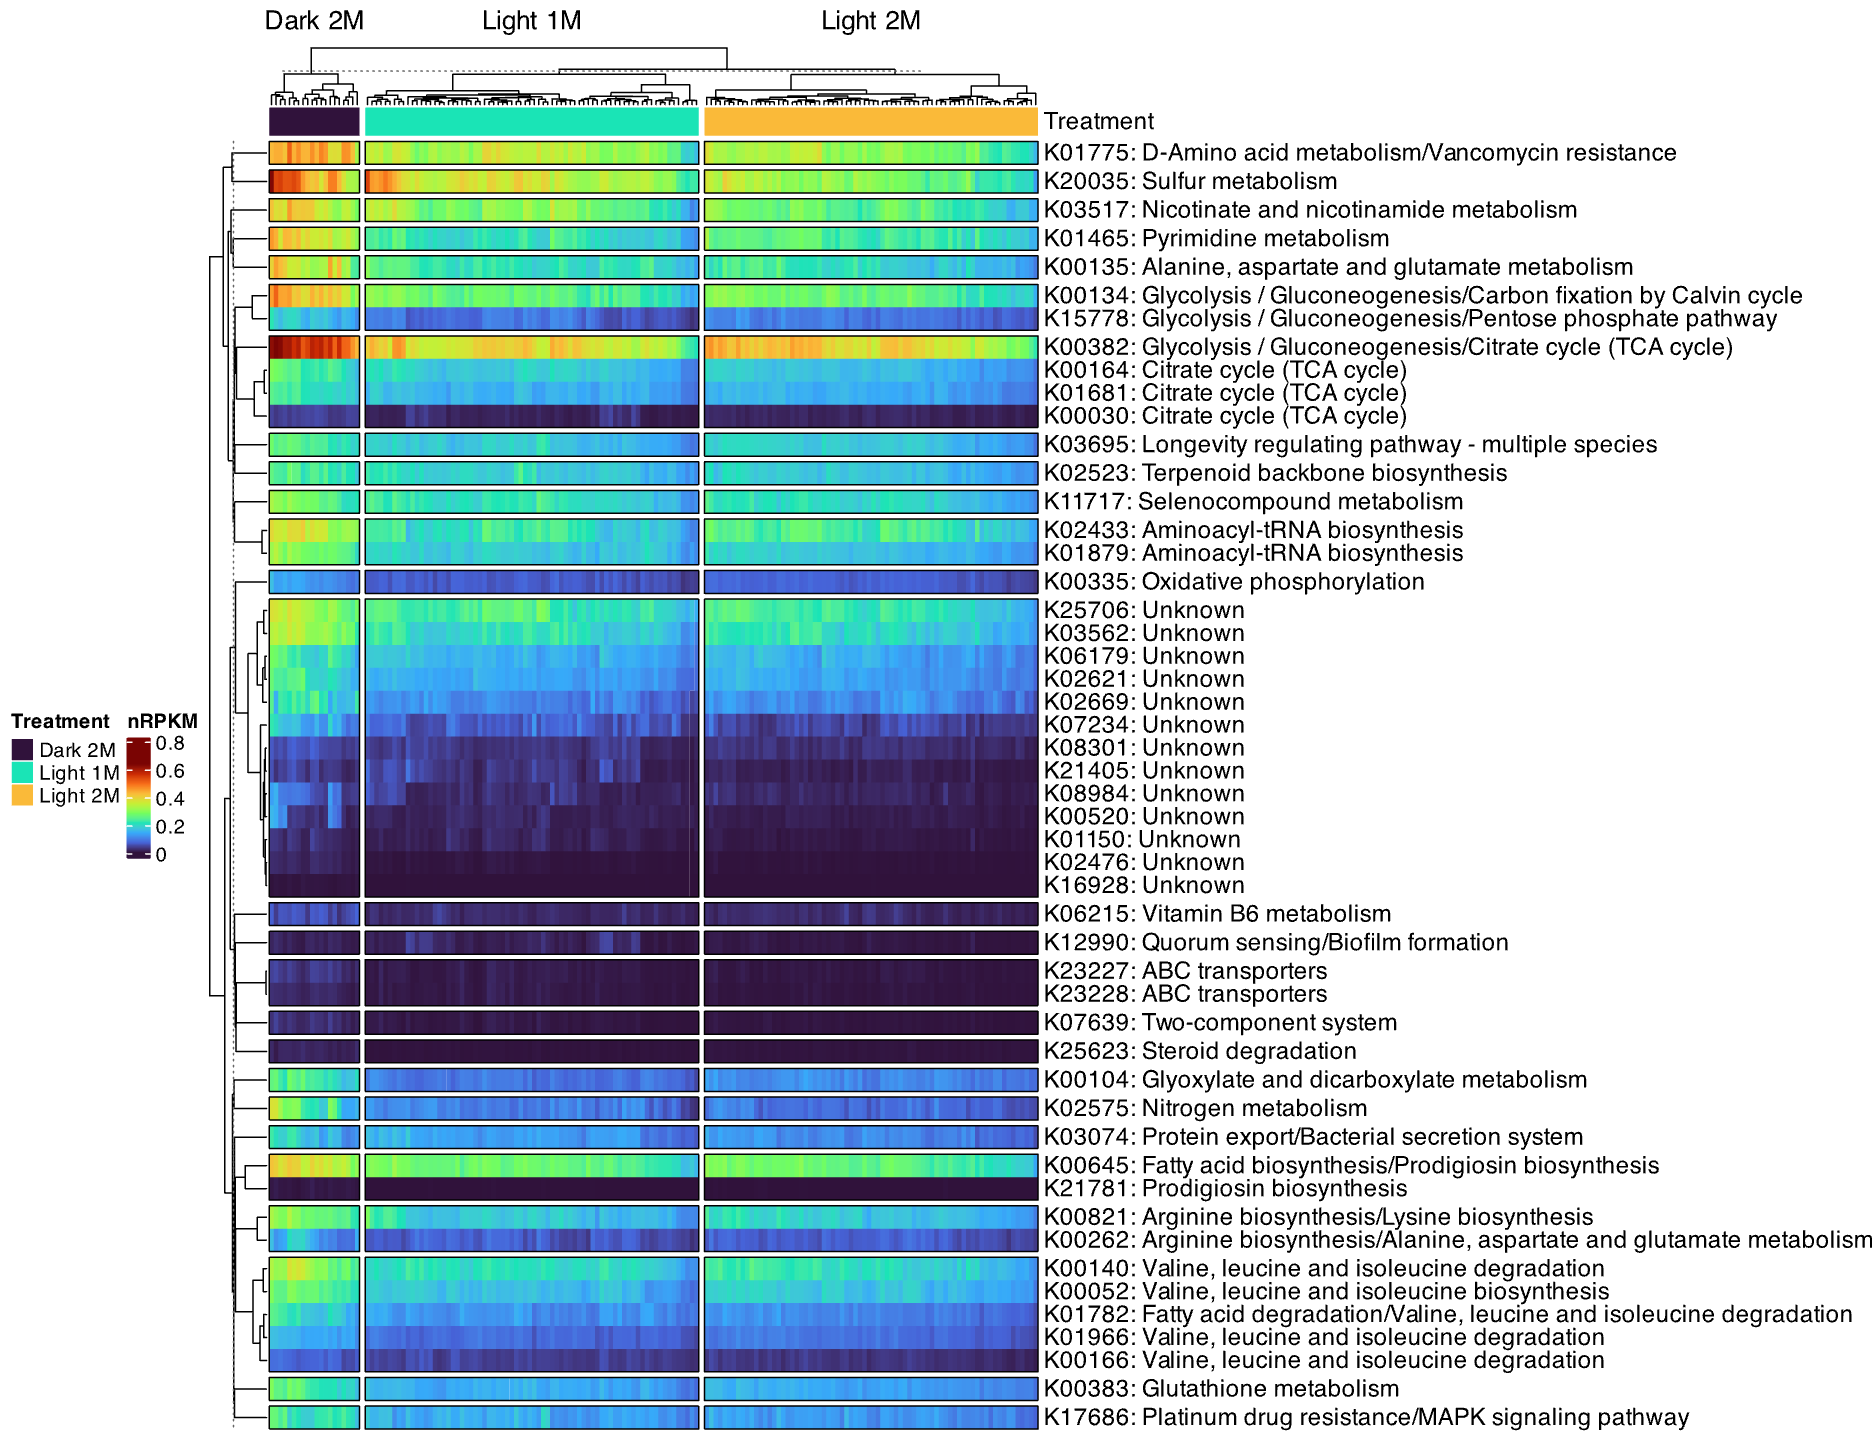 Dark 2M Light 1M Light 2M
Treatment
K01775: D-Amino acid metabolism/Vancomycin resistance
K20035: Sulfur metabolism
K03517: Nicotinate and nicotinamide metabolism
K01465: Pyrimidine metabolism
K00135: Alanine, aspartate and glutamate metabolism
K00134: Glycolysis / Gluconeogenesis/Carbon fixation by Calvin cycle
K15778: Glycolysis / Gluconeogenesis/Pentose phosphate pathway
K00382: Glycolysis / Gluconeogenesis/Citrate cycle (TCA cycle)
K00164: Citrate cycle (TCA cycle)
K01681: Citrate cycle (TCA cycle)
K00030: Citrate cycle (TCA cycle)
K03695: Longevity regulating pathway - multiple species
K02523: Terpenoid backbone biosynthesis
K11717: Selenocompound metabolism
K02433: Aminoacyl-tRNA biosynthesis
K01879: Aminoacyl-tRNA biosynthesis
K00335: Oxidative phosphorylation
K25706: Unknown
K03562: Unknown
K06179: Unknown
K02621: Unknown
K02669: Unknown
K07234: Unknown
K08301: Unknown
K21405: Unknown
K08984: Unknown
K00520: Unknown
K01150: Unknown
K02476: Unknown
K16928: Unknown
K06215: Vitamin B6 metabolism
K12990: Quorum sensing/Biofilm formation
K23227: ABC transporters
K23228: ABC transporters
K07639: Two-component system
K25623: Steroid degradation
K00104: Glyoxylate and dicarboxylate metabolism
K02575: Nitrogen metabolism
K03074: Protein export/Bacterial secretion system
K00645: Fatty acid biosynthesis/Prodigiosin biosynthesis
K21781: Prodigiosin biosynthesis
K00821: Arginine biosynthesis/Lysine biosynthesis
K00262: Arginine biosynthesis/Alanine, aspartate and glutamate metabolism
K00140: Valine, leucine and isoleucine degradation
K00052: Valine, leucine and isoleucine biosynthesis
K01782: Fatty acid degradation/Valine, leucine and isoleucine degradation
K01966: Valine, leucine and isoleucine degradation
K00166: Valine, leucine and isoleucine degradation
K00383: Glutathione metabolism
K17686: Platinum drug resistance/MAPK signaling pathway
Treatment
Dark 2M
Light 1M
Light 2M
nRPKM
0.8
0.6
0.4
0.2
0